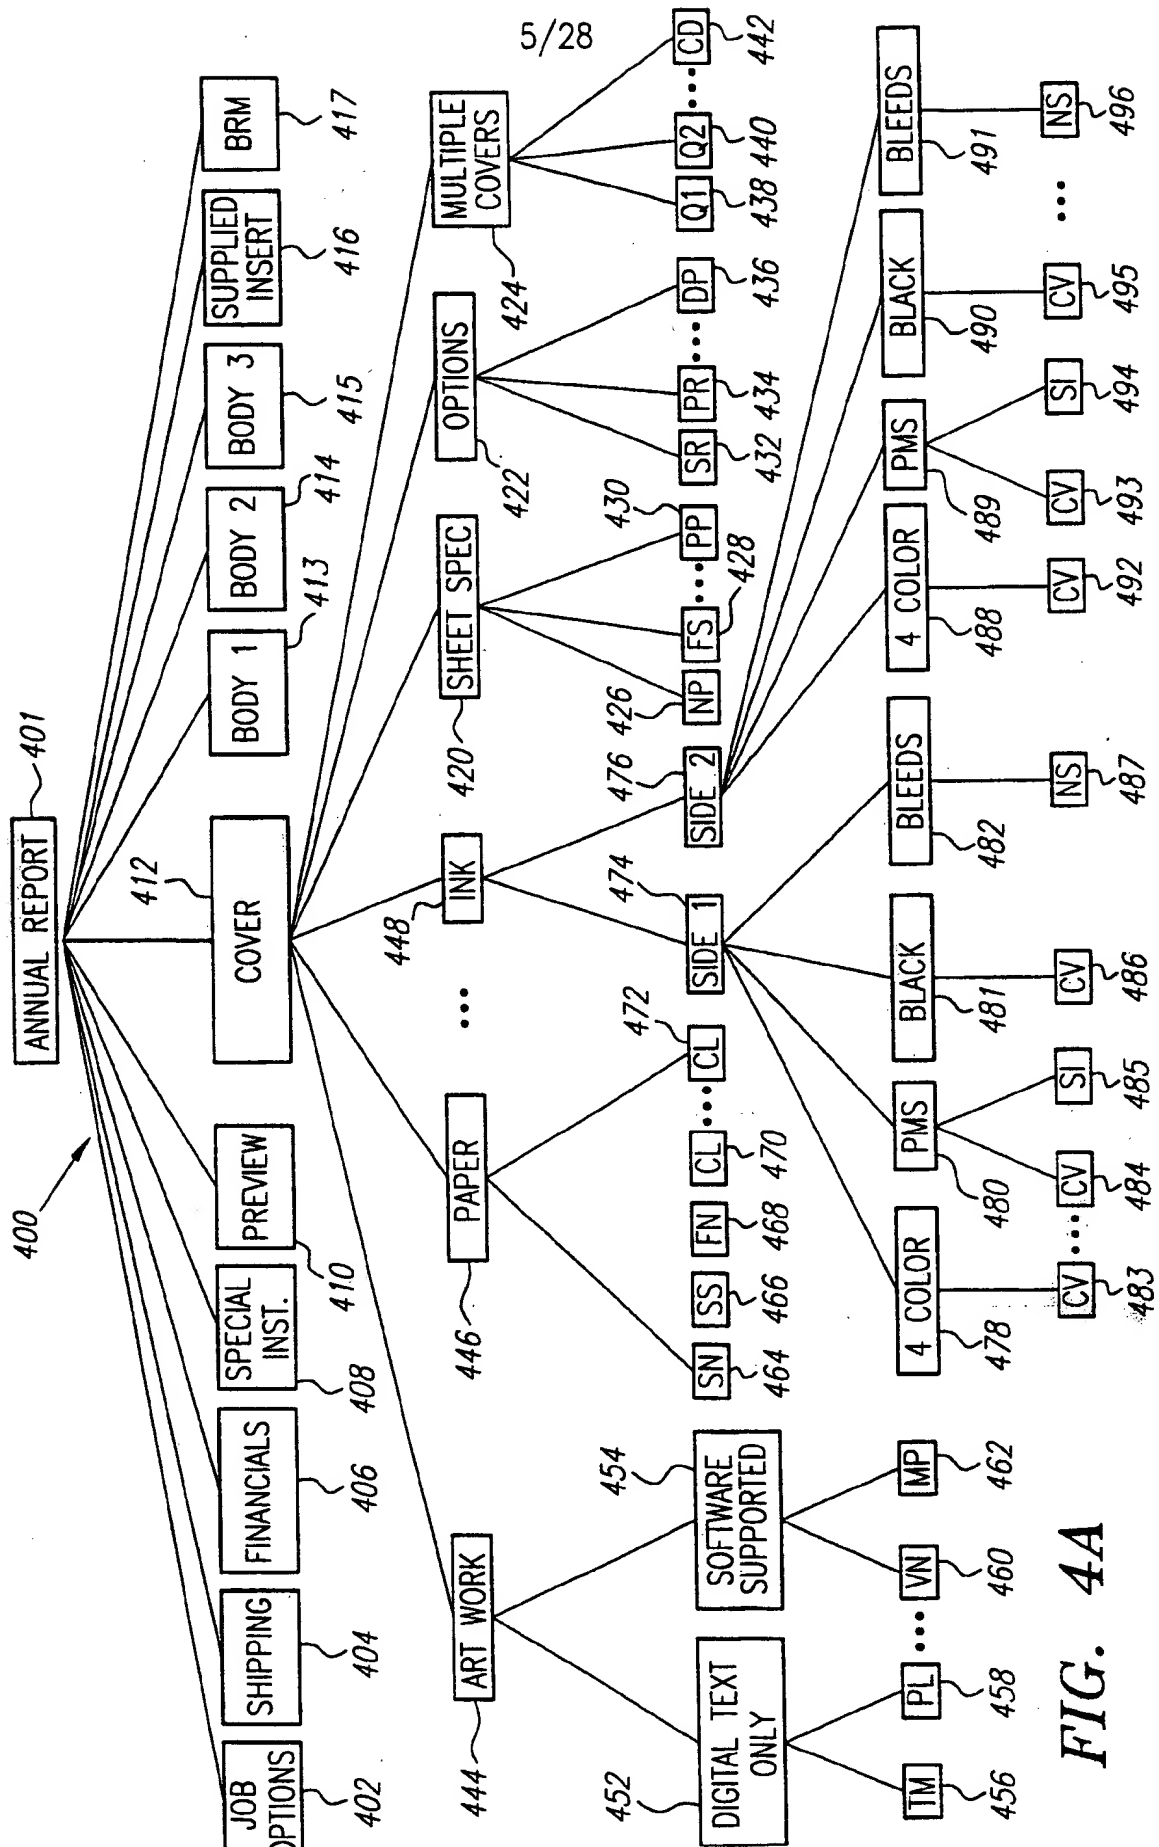 5/28
400
ANNUAL REPORT
401
JOB
OPTIONS
402
SHIPPING
404
FINANCIALS
406
SPECIAL
INST.
408
PREVIEW
410
COVER
412
BODY 1
413
BODY 2
414
BODY 3
415
SUPPLIED
INSERT
416
BRM
417
ART WORK
444
PAPER
446
...
INK
448
SHEET SPEC
420
OPTIONS
422
MULTIPLE
COVERS
424
DIGITAL TEXT
ONLY
452
SOFTWARE
SUPPORTED
454
SN
464
SS
466
FN
468
CL
470
...
CL
472
SIDE 1
474
SIDE 2
476
NP
426
FS
428
...
PP
430
SR
432
PR
434
...
DP
436
Q1
438
Q2
440
...
CD
442
TM
456
PL
458
...
VN
460
MP
462
4 COLOR
478
PMS
480
BLACK
481
BLEEDS
482
4 COLOR
488
PMS
489
BLACK
490
BLEEDS
491
CV
483
...
CV
484
SI
485
CV
486
NS
487
CV
492
CV
493
SI
494
CV
495
...
NS
496
FIG. 4A